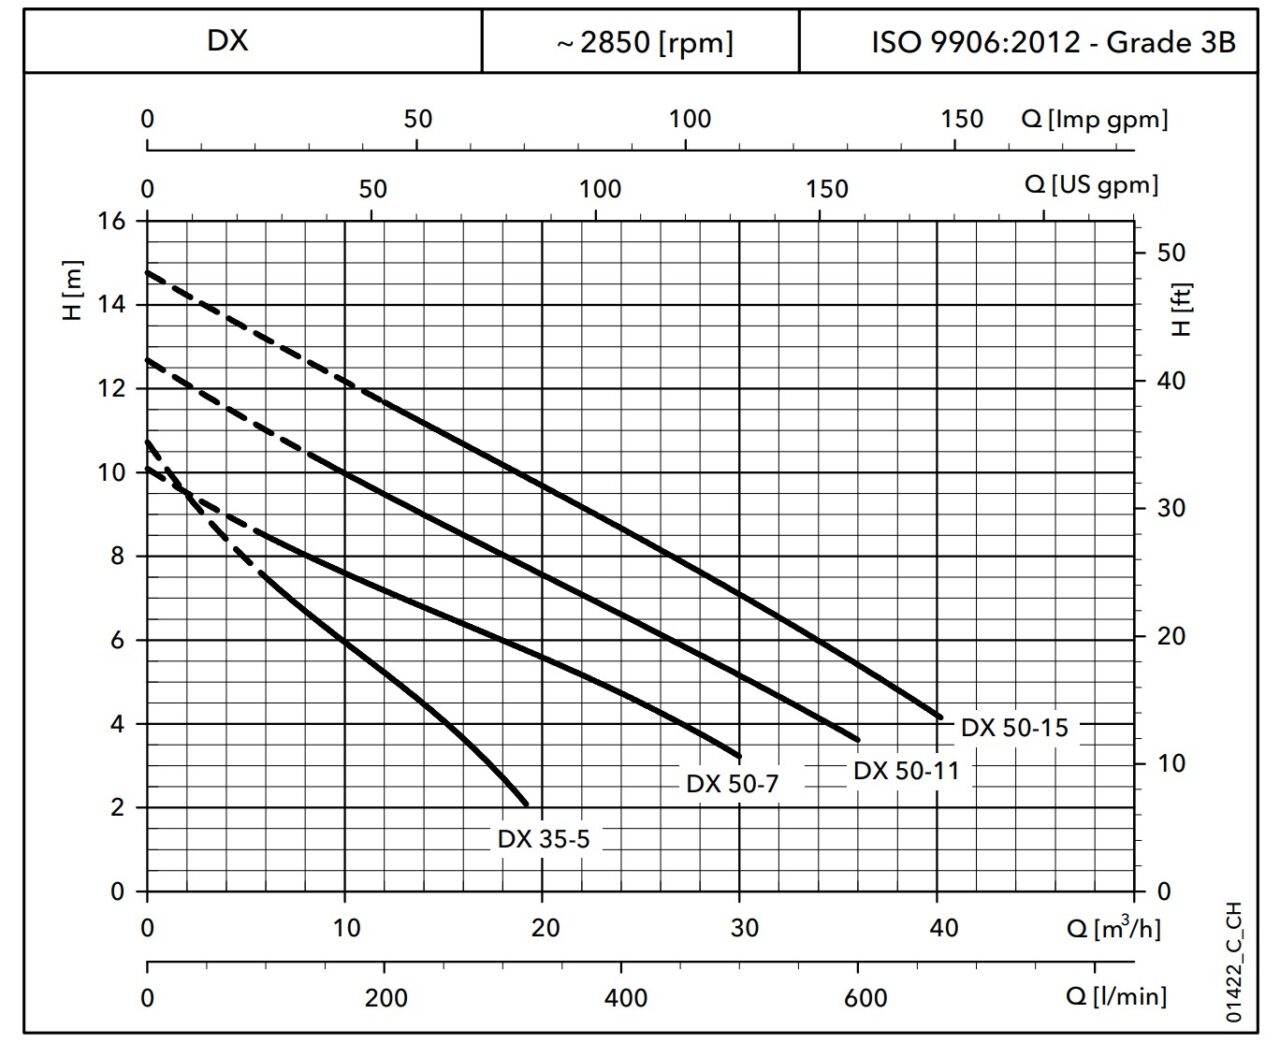 DX ~ 2850 [rpm] ISO 9906:2012 - Grade 3B
0 50 100 150 Q [Imp gpm]
0 50 100 150 Q [US gpm]
16
50
H [m]
14
H [ft]
12
40
10
30
8
6
20
4
DX 50-15
10
DX 50-11
DX 50-7
2
DX 35-5
0
0
0 10 20 30 40 Q [m³/h]
0 200 400 600 Q [l/min]
01422_C_CH